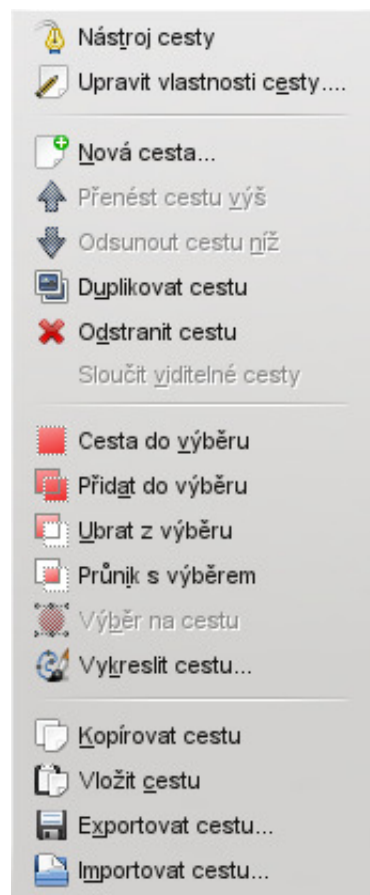 Nástroj cesty
Upravit vlastnosti cesty....
Nová cesta...
Přenést cestu výš
Odsunout cestu níž
Duplikovat cestu
Odstranit cestu
Sloučit viditelné cesty
Cesta do výběru
Přidat do výběru
Ubrat z výběru
Průnik s výběrem
Výběr na cestu
Vykreslit cestu...
Kopírovat cestu
Vložit cestu
Exportovat cestu...
Importovat cestu...